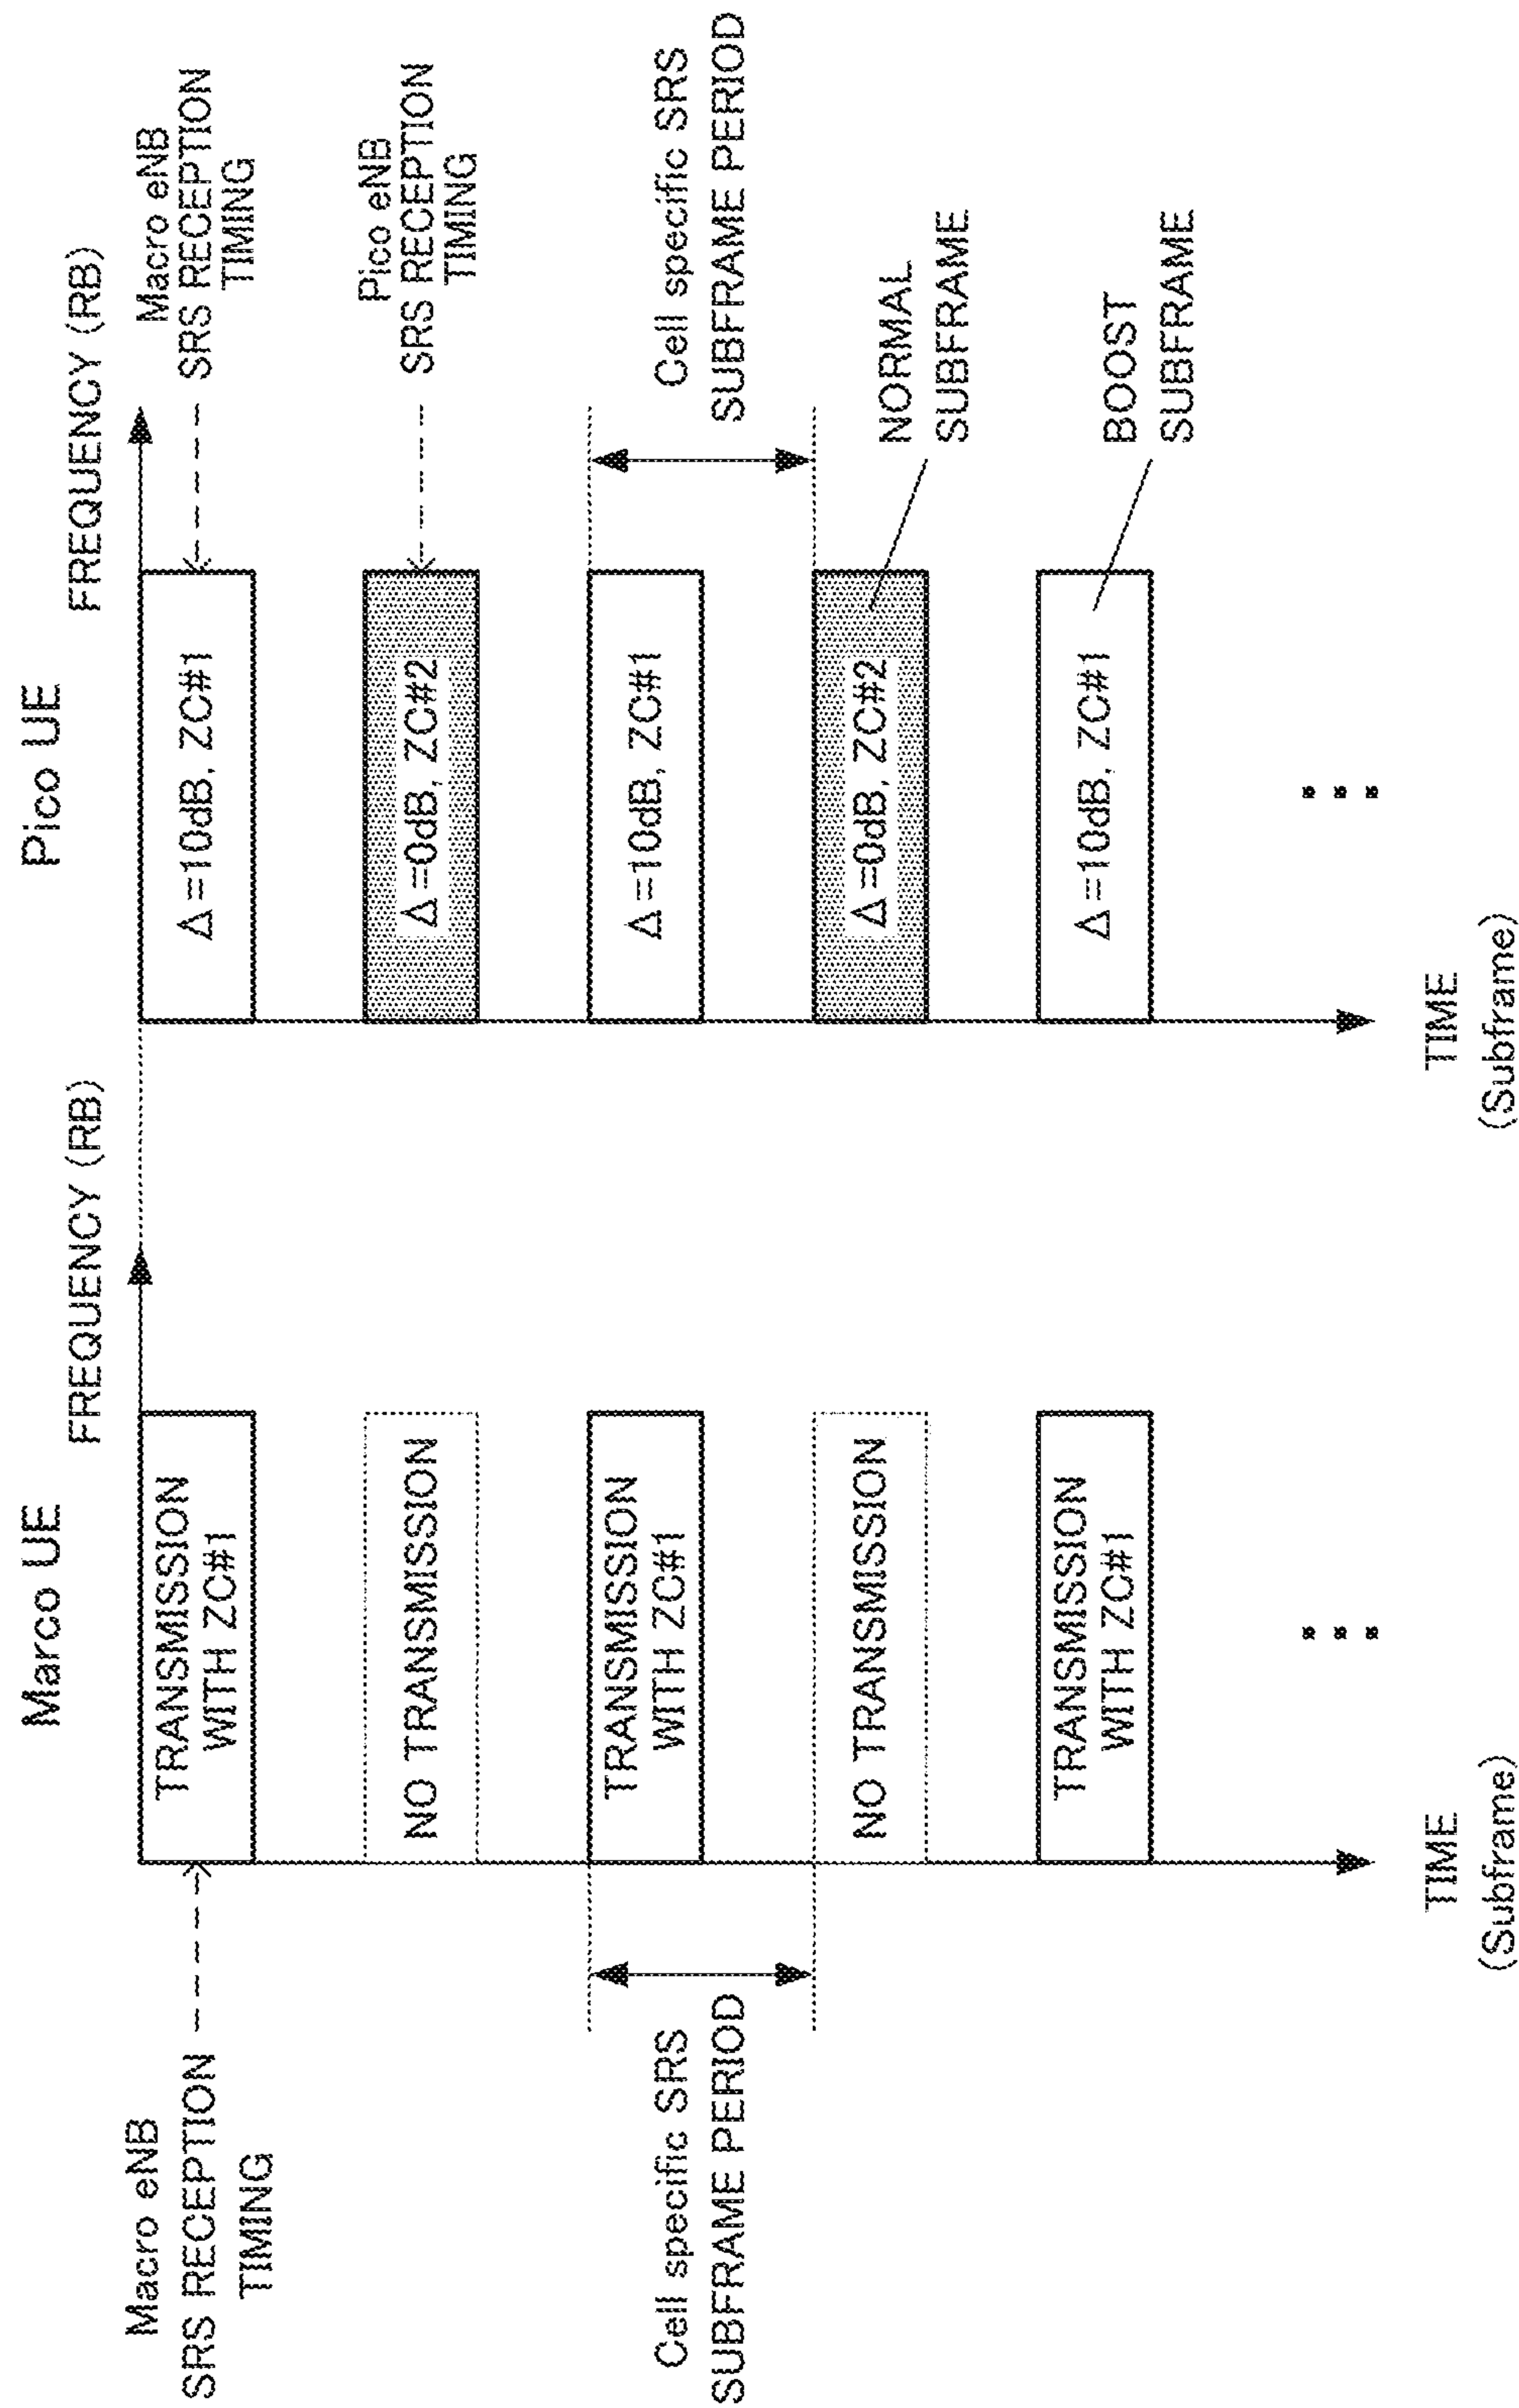 Marco UE
FREQUENCY (RB)
Macro eNB
SRS RECEPTION
TIMING
TRANSMISSION
WITH ZC#1
NO TRANSMISSION
Cell specific SRS
SUBFRAME PERIOD
TRANSMISSION
WITH ZC#1
NO TRANSMISSION
TRANSMISSION
WITH ZC#1
TIME
(Subframe)
Pico UE
FREQUENCY (RB)
Δ=10dB, ZC#1
Macro eNB
SRS RECEPTION
TIMING
Δ=0dB, ZC#2
Pico eNB
SRS RECEPTION
TIMING
Δ=10dB, ZC#1
Cell specific SRS
SUBFRAME PERIOD
Δ=0dB, ZC#2
NORMAL
SUBFRAME
Δ=10dB, ZC#1
BOOST
SUBFRAME
TIME
(Subframe)